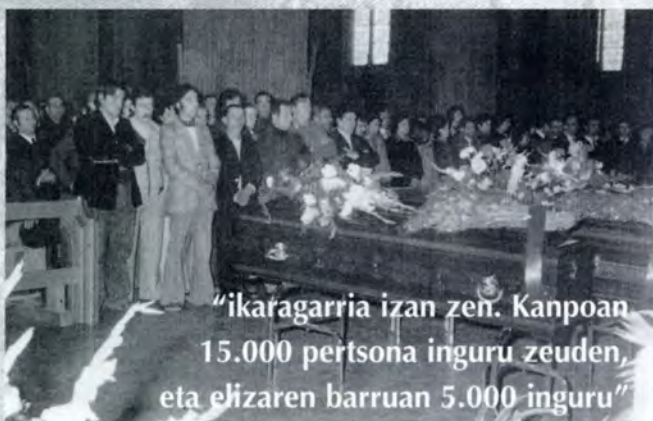 "ikaragarria izan zen. Kanpoan
15.000 pertsona inguru zeuden,
eta elizaren barruan 5.000 inguru"